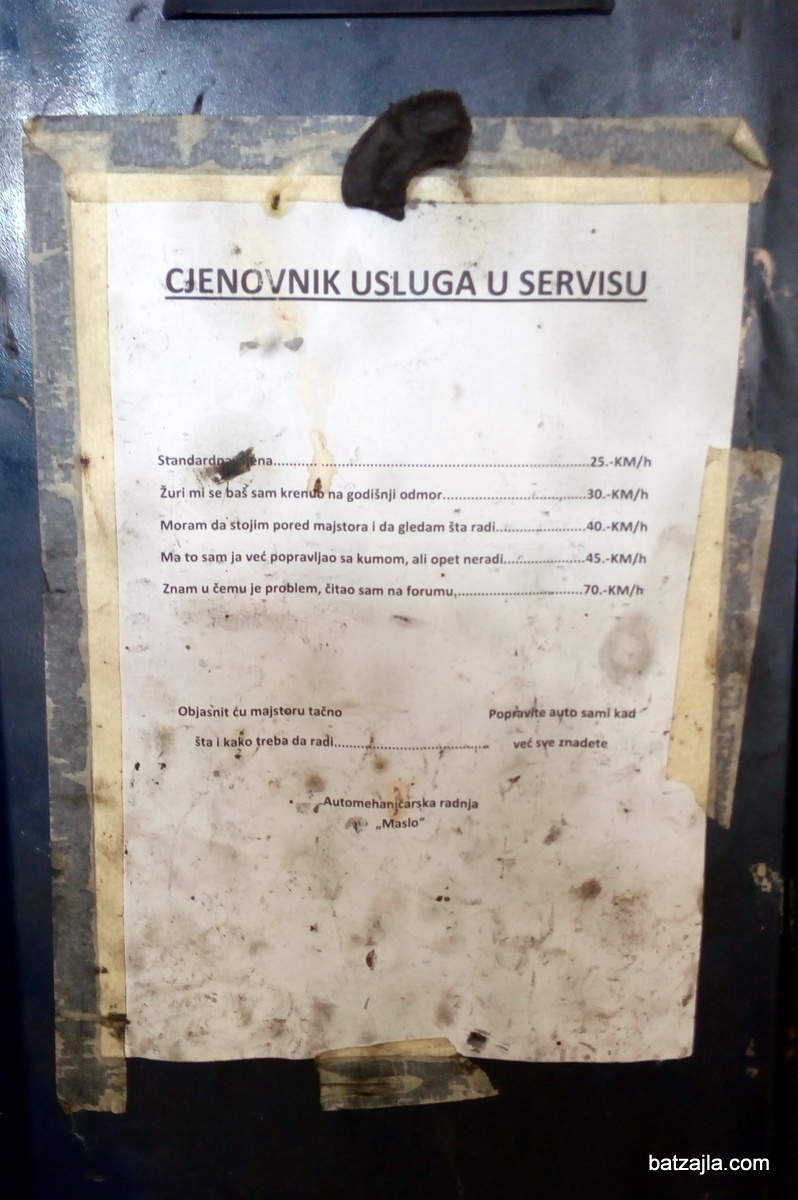 CJENOVNIK USLUGA U SERVISU
Standardna cijena.......... ............................................................25.-KM/h
Žuri mi se baš sam krenuo na godišnji odmor................................30.-KM/h
Moram da stojim pored majstora i da gledam šta radi....................40.-KM/h
Ma to sam ja već popravljao sa kumom, ali opet neradi..................45.-KM/h
Znam u čemu je problem, čitao sam na forumu,............................70.-KM/h
Objasnit ću majstoru tačno Popravite auto sami kad
šta i kako treba da radi..................................... već sve znadete
Automehaničarska radnja
„Maslo“
batzajla.com